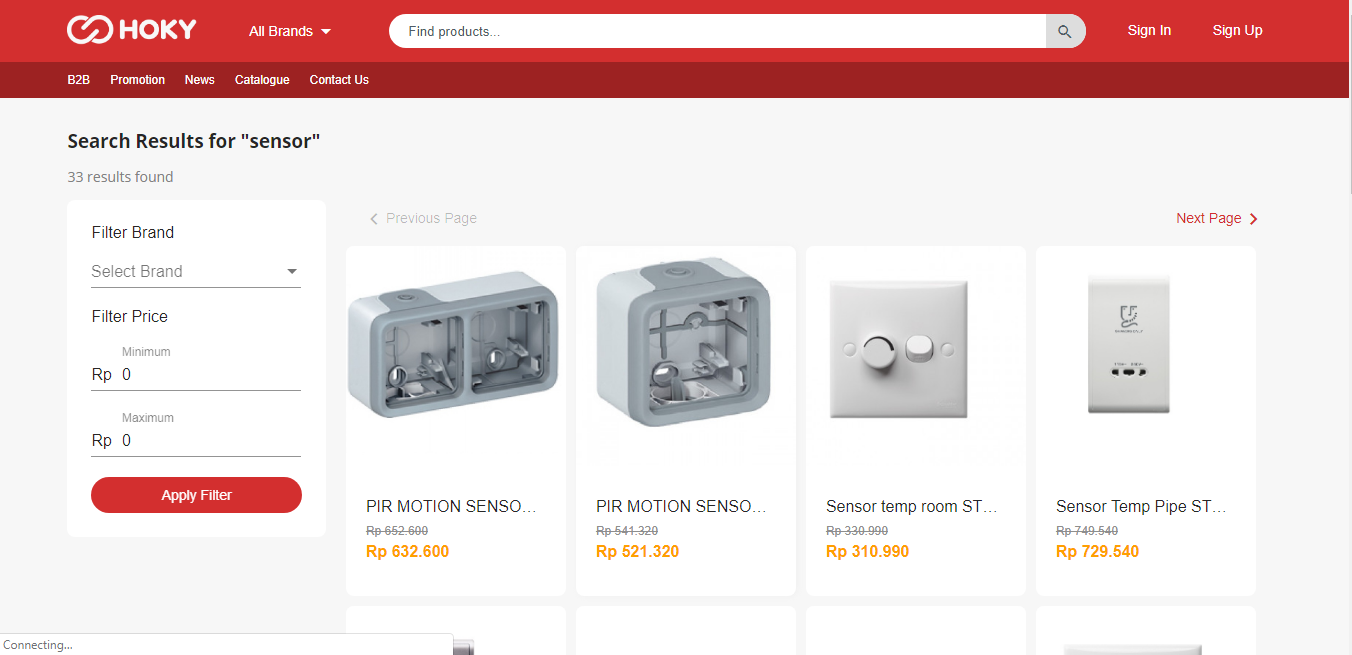 HOKY
All Brands
Find products...
Sign In
Sign Up
B2B
Promotion
News
Catalogue
Contact Us
Search Results for "sensor"
33 results found
Filter Brand
Select Brand
Filter Price
Minimum
Rp 0
Maximum
Rp 0
Apply Filter
Previous Page
Next Page
PIR MOTION SENSO...
Rp 652.600
Rp 632.600
PIR MOTION SENSO...
Rp 541.320
Rp 521.320
Sensor temp room ST...
Rp 330.990
Rp 310.990
Sensor Temp Pipe ST...
Rp 749.540
Rp 729.540
Connecting...